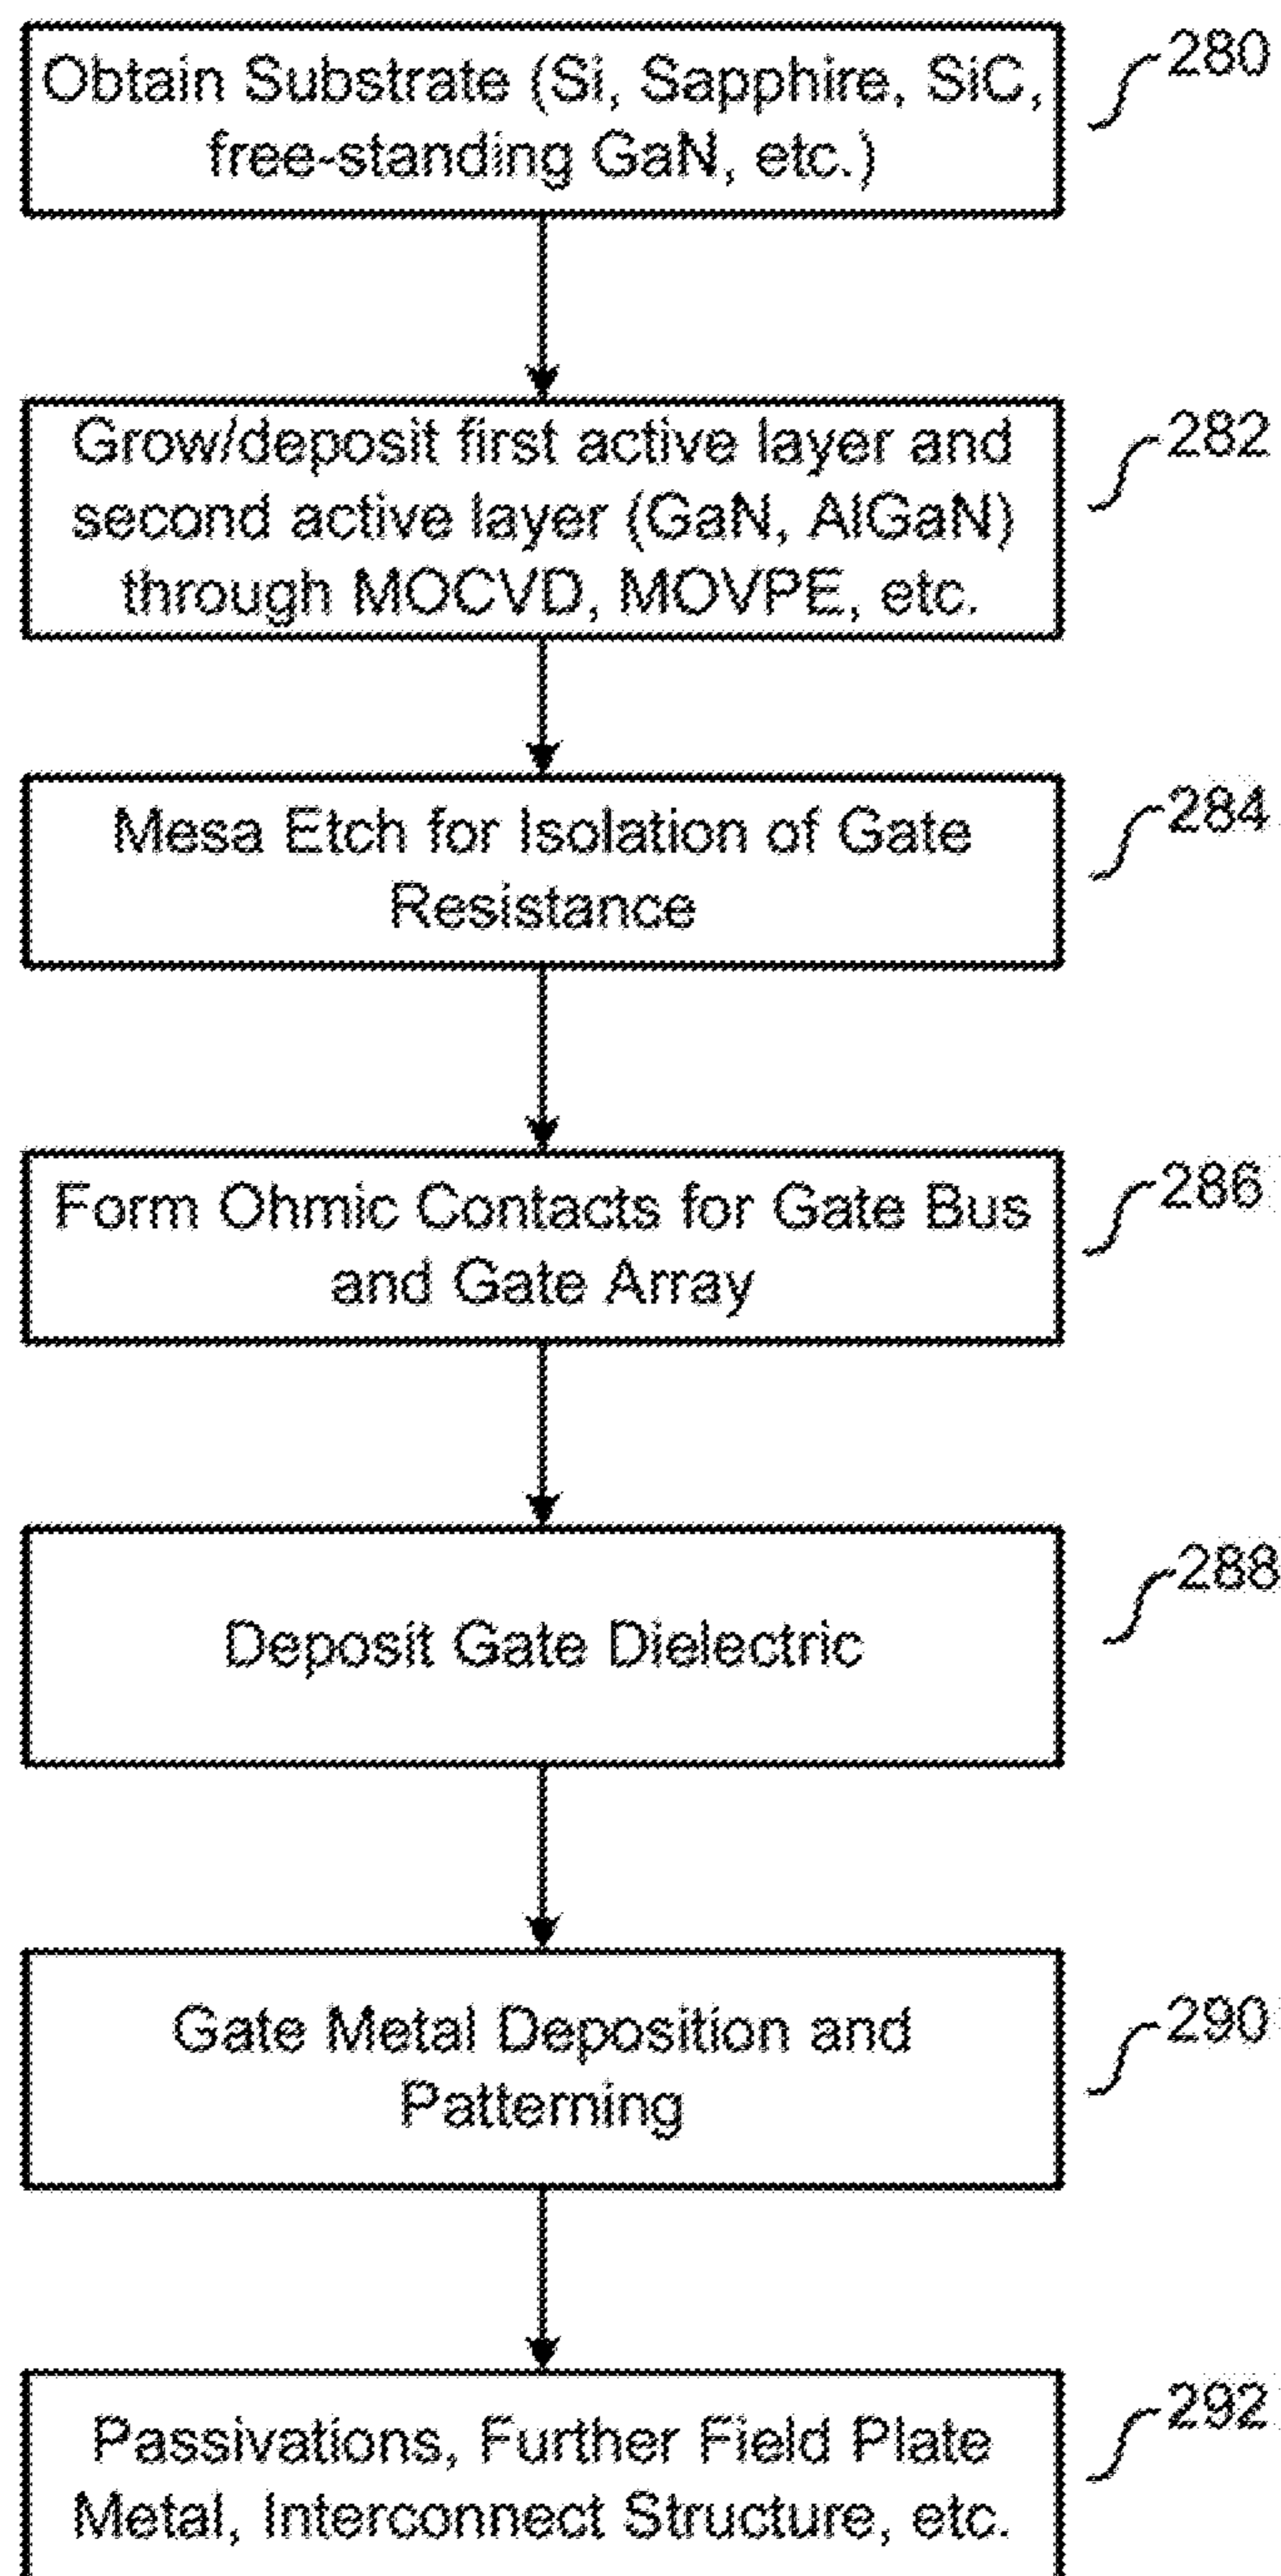 Obtain Substrate (Si, Sapphire, SiC,
free-standing GaN, etc.)
280
Grow/deposit first active layer and
second active layer (GaN, AlGaN)
through MOCVD, MOVPE, etc.
282
Mesa Etch for Isolation of Gate
Resistance
284
Form Ohmic Contacts for Gate Bus
and Gate Array
286
Deposit Gate Dielectric
288
Gate Metal Deposition and
Patterning
290
Passivations, Further Field Plate
Metal, Interconnect Structure, etc.
292